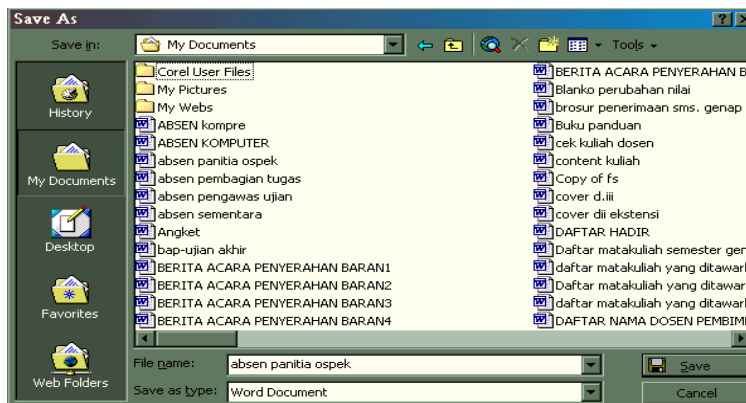 Save As
Save in:
My Documents
Tools
History
My Documents
Desktop
Favorites
Web Folders
Corel User Files
My Pictures
My Webs
ABSEN kompre
ABSEN KOMPUTER
absen panitia ospek
absen pembagian tugas
absen pengawas ujian
absen sementara
Angket
bap-ujian akhir
BERITA ACARA PENYERAHAN BARAN1
BERITA ACARA PENYERAHAN BARAN2
BERITA ACARA PENYERAHAN BARAN3
BERITA ACARA PENYERAHAN BARAN4
BERITA ACARA PENYERAHAN B
Blanko perubahan nilai
brosur penerimaan sms. genap
Buku panduan
cek kuliah dosen
content kuliah
Copy of fs
cover d.iii
cover dii ekstensi
DAFTAR HADIR
Daftar matakuliah semester gen
daftar matakuliah yang ditawarl
Daftar matakuliah yang ditawar
daftar matakuliah yang ditawarl
DAFTAR NAMA DOSEN PEMBIM
File name:
absen panitia ospek
Save
Save as type:
Word Document
Cancel